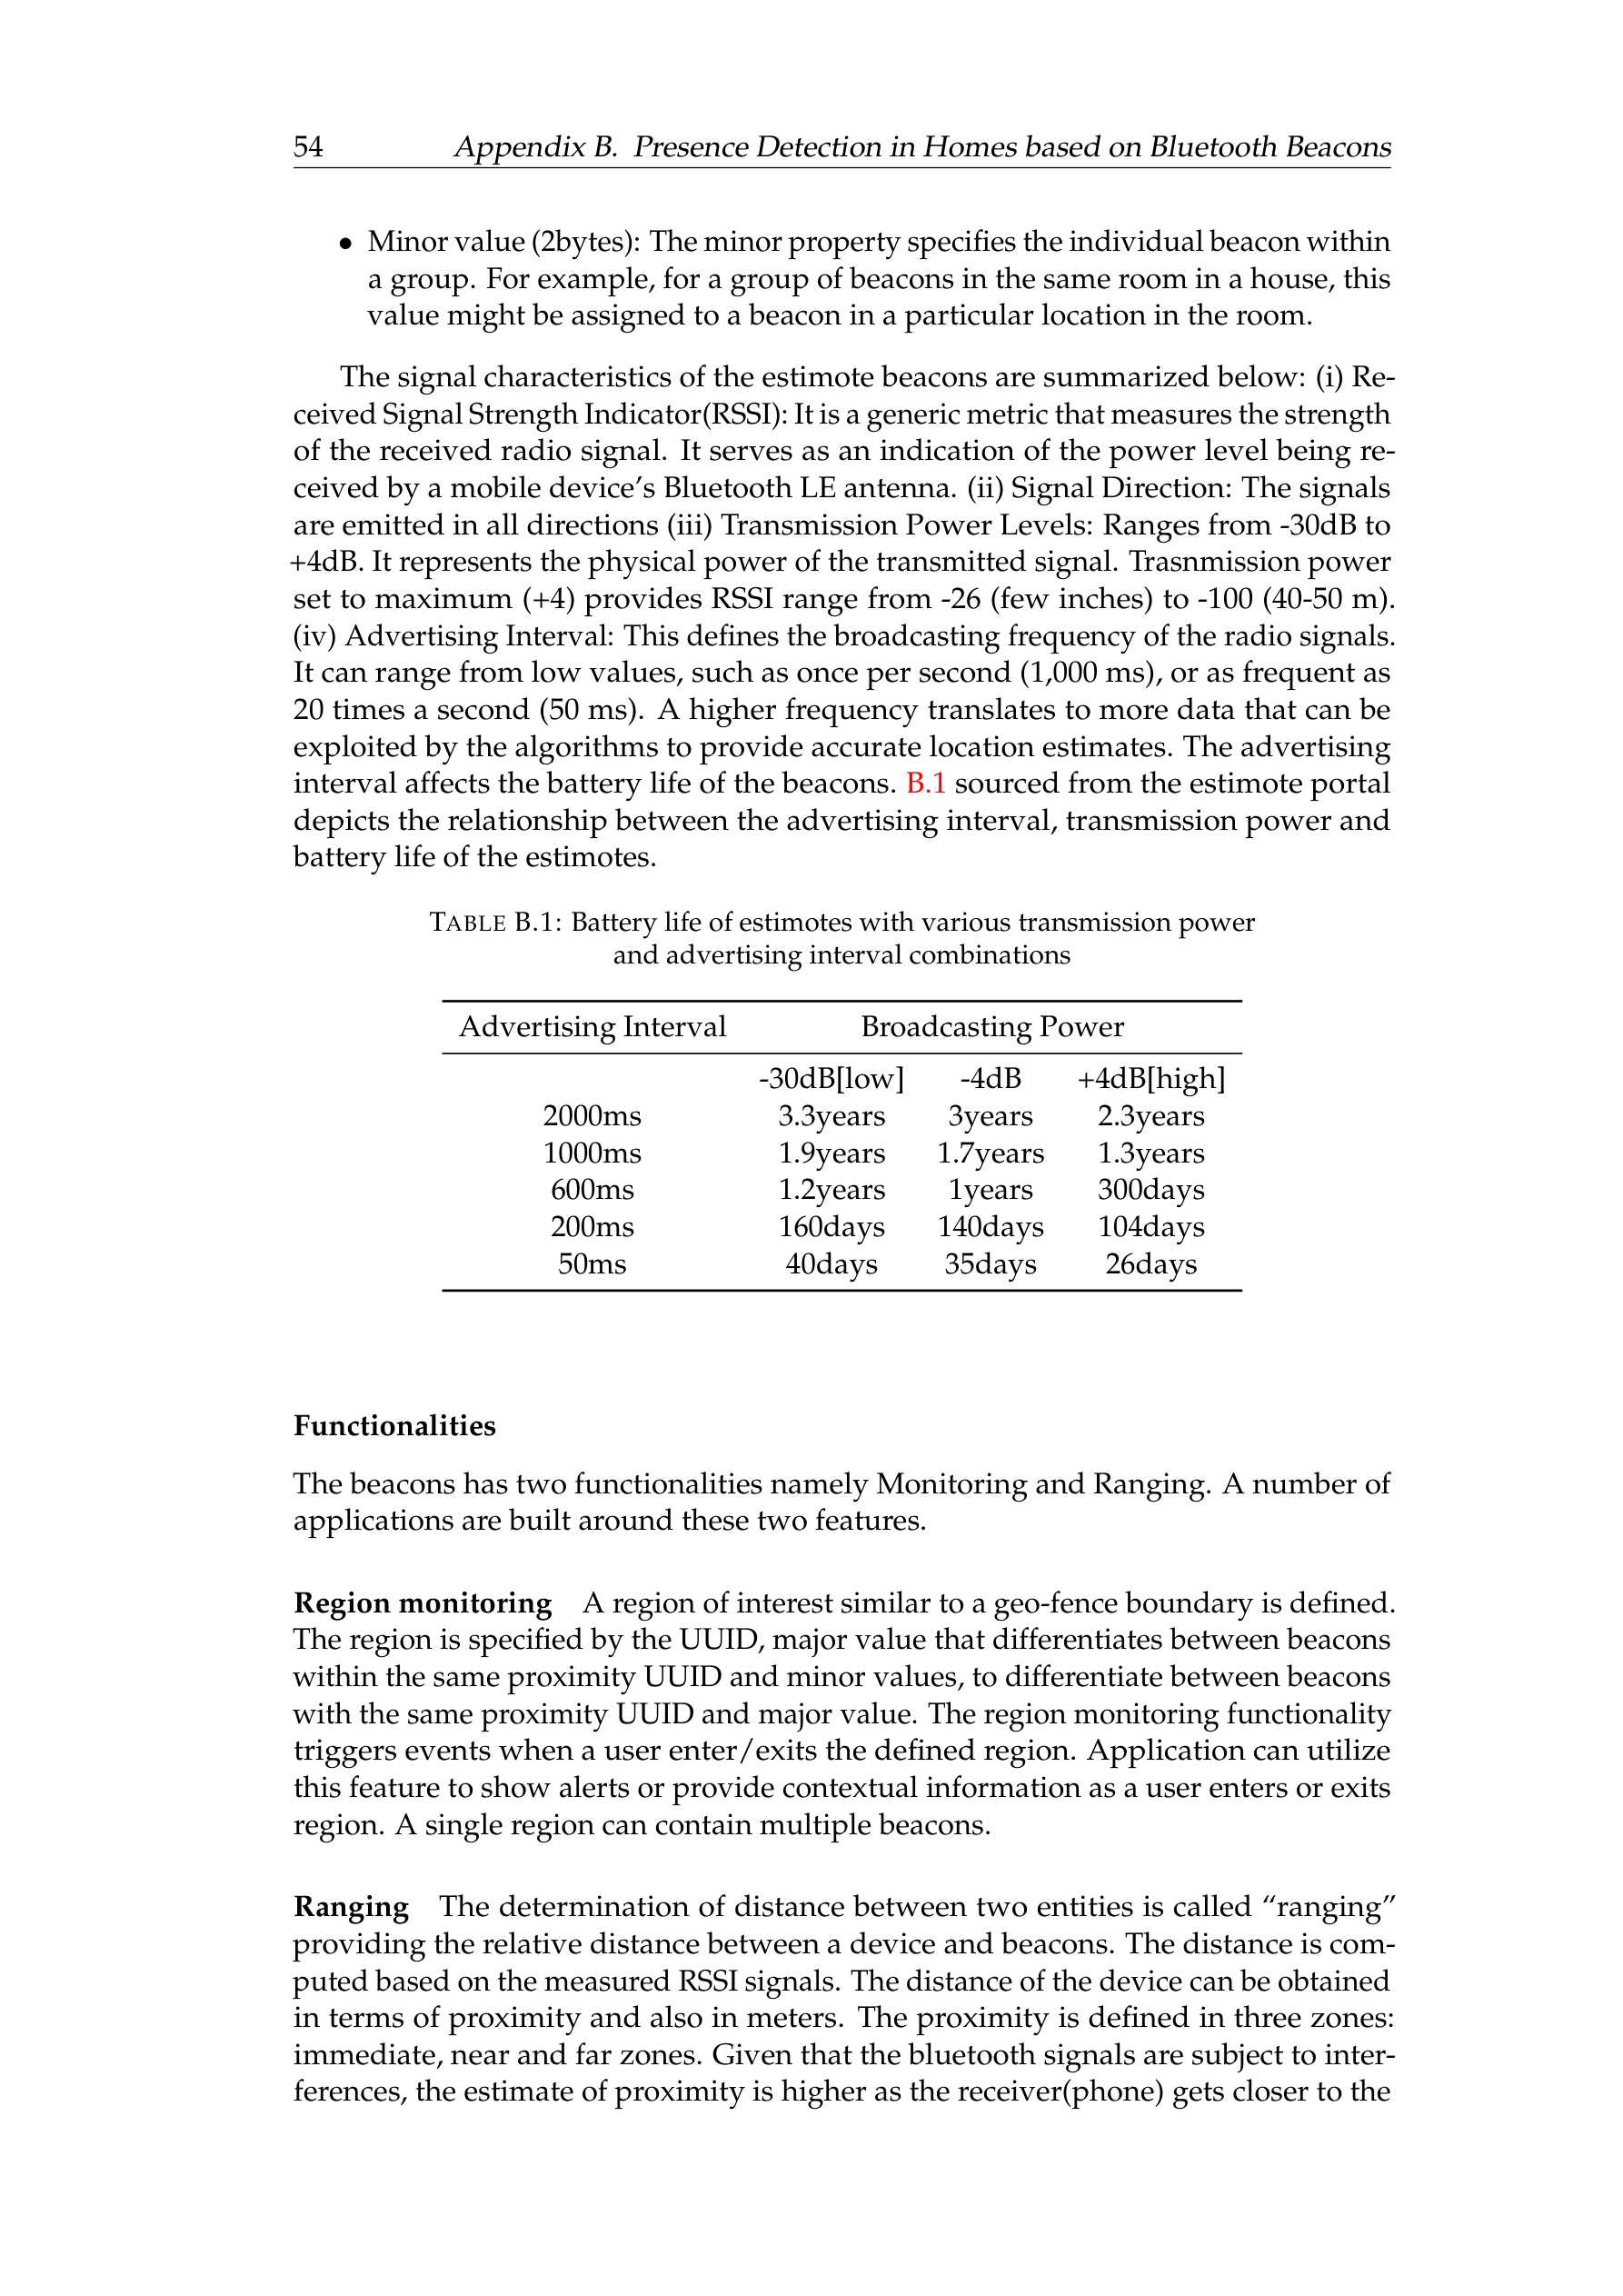 54 Appendix B. Presence Detection in Homes based on Bluetooth Beacons
• Minor value (2bytes): The minor property specifies the individual beacon within
a group. For example, for a group of beacons in the same room in a house, this
value might be assigned to a beacon in a particular location in the room.
The signal characteristics of the estimote beacons are summarized below: (i) Re-
ceived Signal Strength Indicator(RSSI): It is a generic metric that measures the strength
of the received radio signal. It serves as an indication of the power level being re-
ceived by a mobile device's Bluetooth LE antenna. (ii) Signal Direction: The signals
are emitted in all directions (iii) Transmission Power Levels: Ranges from -30dB to
+4dB. It represents the physical power of the transmitted signal. Trasnmission power
set to maximum (+4) provides RSSI range from -26 (few inches) to -100 (40-50 m).
(iv) Advertising Interval: This defines the broadcasting frequency of the radio signals.
It can range from low values, such as once per second (1,000 ms), or as frequent as
20 times a second (50 ms). A higher frequency translates to more data that can be
exploited by the algorithms to provide accurate location estimates. The advertising
interval affects the battery life of the beacons. B.1 sourced from the estimote portal
depicts the relationship between the advertising interval, transmission power and
battery life of the estimotes.
TABLE B.1: Battery life of estimotes with various transmission power
and advertising interval combinations
Advertising Interval Broadcasting Power
-30dB[low] -4dB +4dB[high]
2000ms 3.3years 3years 2.3years
1000ms 1.9years 1.7years 1.3years
600ms 1.2years 1years 300days
200ms 160days 140days 104days
50ms 40days 35days 26days
Functionalities
The beacons has two functionalities namely Monitoring and Ranging. A number of
applications are built around these two features.
Region monitoring A region of interest similar to a geo-fence boundary is defined.
The region is specified by the UUID, major value that differentiates between beacons
within the same proximity UUID and minor values, to differentiate between beacons
with the same proximity UUID and major value. The region monitoring functionality
triggers events when a user enter/exits the defined region. Application can utilize
this feature to show alerts or provide contextual information as a user enters or exits
region. A single region can contain multiple beacons.
Ranging The determination of distance between two entities is called “ranging”
providing the relative distance between a device and beacons. The distance is com-
puted based on the measured RSSI signals. The distance of the device can be obtained
in terms of proximity and also in meters. The proximity is defined in three zones:
immediate, near and far zones. Given that the bluetooth signals are subject to inter-
ferences, the estimate of proximity is higher as the receiver(phone) gets closer to the